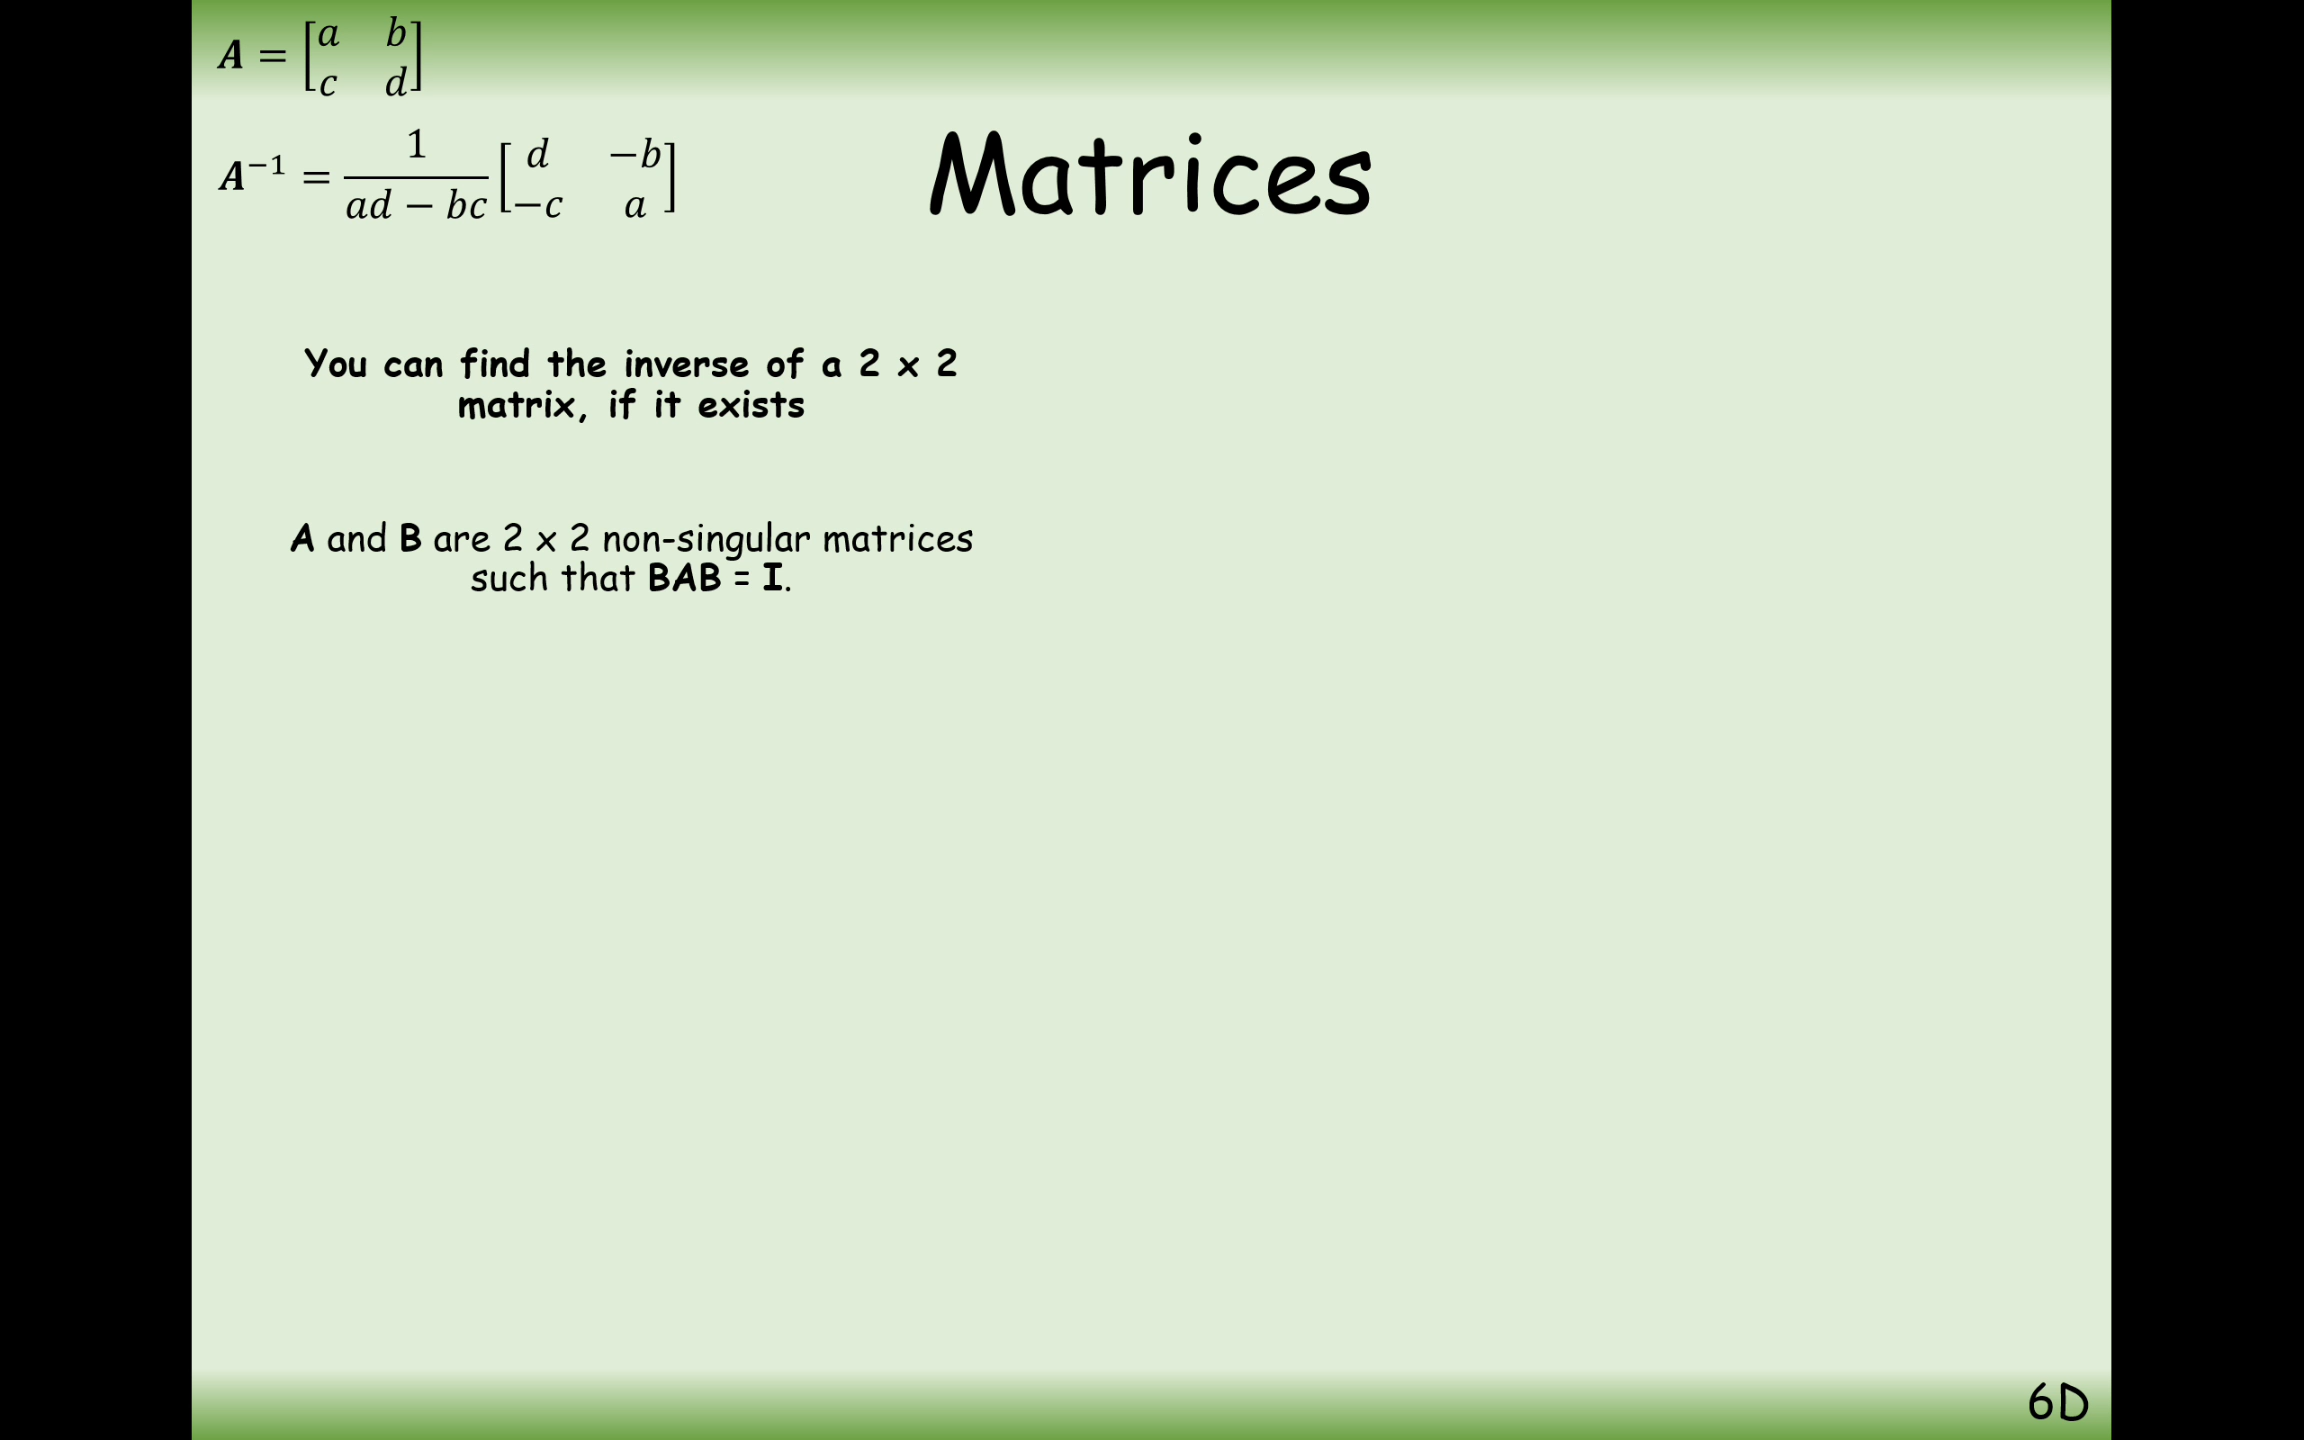 A = [a b
c d]
Matrices
A⁻¹ = 1/(ad − bc) [d −b
−c a]
You can find the inverse of a 2 x 2
matrix, if it exists
A and B are 2 x 2 non-singular matrices
such that BAB = I.
6D